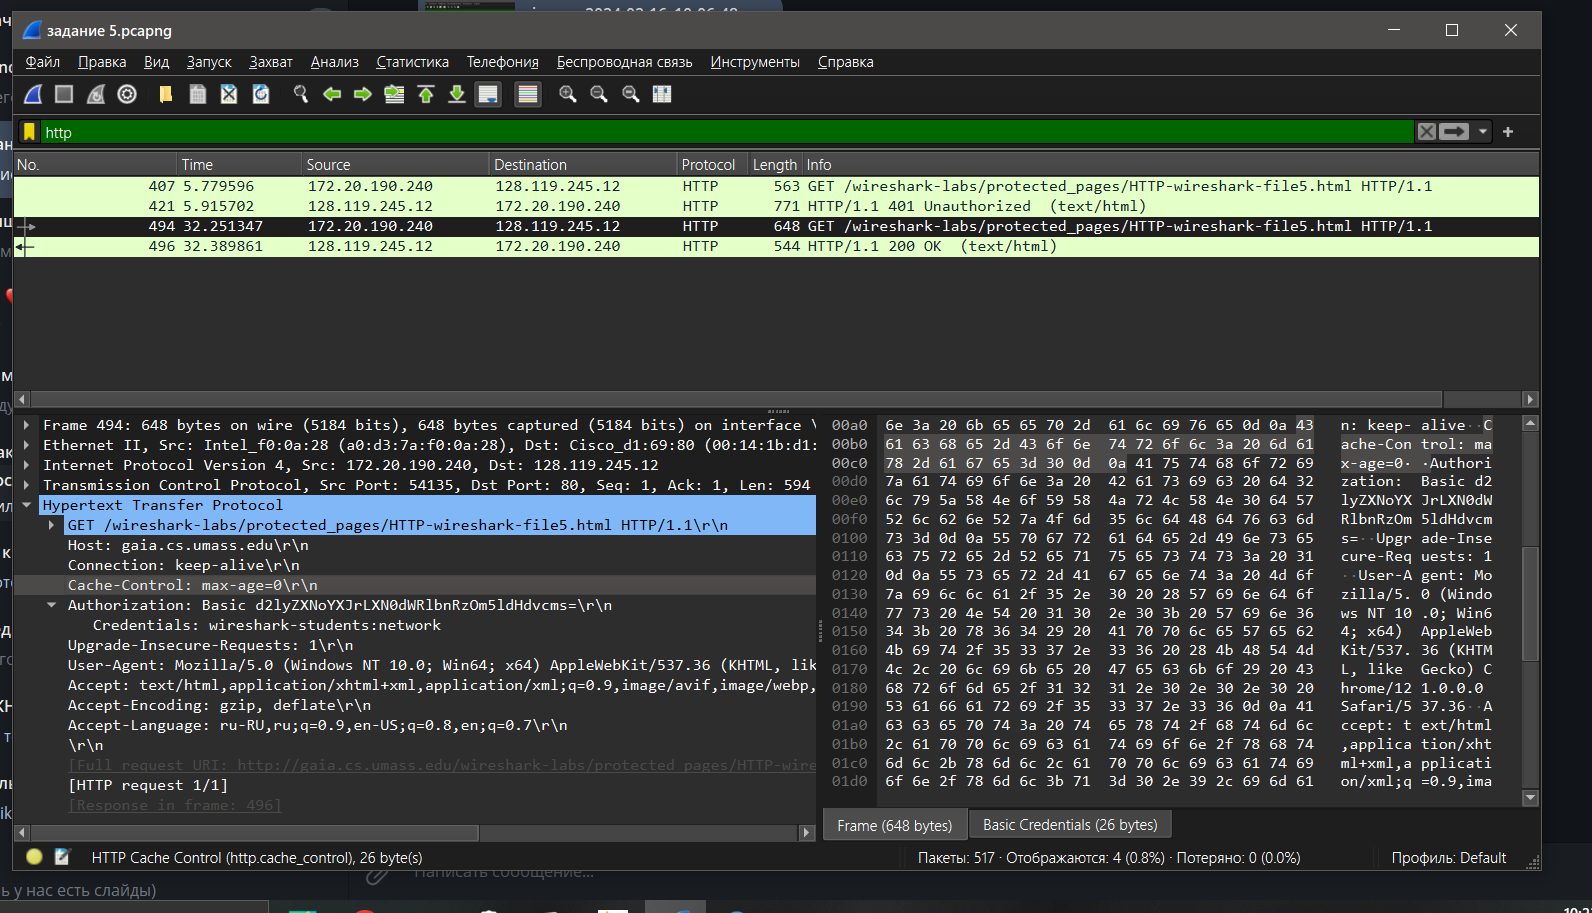 задание 5.pcapng
Файл Правка Вид Запуск Захват Анализ Статистика Телефония Беспроводная связь Инструменты Справка
http
No. Time Source Destination Protocol Length Info
407 5.779596 172.20.190.240 128.119.245.12 HTTP 563 GET /wireshark-labs/protected_pages/HTTP-wireshark-file5.html HTTP/1.1
421 5.915702 128.119.245.12 172.20.190.240 HTTP 771 HTTP/1.1 401 Unauthorized (text/html)
494 32.251347 172.20.190.240 128.119.245.12 HTTP 648 GET /wireshark-labs/protected_pages/HTTP-wireshark-file5.html HTTP/1.1
496 32.389861 128.119.245.12 172.20.190.240 HTTP 544 HTTP/1.1 200 OK (text/html)
Frame 494: 648 bytes on wire (5184 bits), 648 bytes captured (5184 bits) on interface \
Ethernet II, Src: Intel_f0:0a:28 (a0:d3:7a:f0:0a:28), Dst: Cisco_d1:69:80 (00:14:1b:d1:
Internet Protocol Version 4, Src: 172.20.190.240, Dst: 128.119.245.12
Transmission Control Protocol, Src Port: 54135, Dst Port: 80, Seq: 1, Ack: 1, Len: 594
Hypertext Transfer Protocol
GET /wireshark-labs/protected_pages/HTTP-wireshark-file5.html HTTP/1.1\r\n
Host: gaia.cs.umass.edu\r\n
Connection: keep-alive\r\n
Cache-Control: max-age=0\r\n
Authorization: Basic d2lyZXNoYXJrLXN0dWRlbnRzOm5ldHdvcms=\r\n
Credentials: wireshark-students:network
Upgrade-Insecure-Requests: 1\r\n
User-Agent: Mozilla/5.0 (Windows NT 10.0; Win64; x64) AppleWebKit/537.36 (KHTML, lik
Accept: text/html,application/xhtml+xml,application/xml;q=0.9,image/avif,image/webp,
Accept-Encoding: gzip, deflate\r\n
Accept-Language: ru-RU,ru;q=0.9,en-US;q=0.8,en;q=0.7\r\n
\r\n
[Full request URI: http://gaia.cs.umass.edu/wireshark-labs/protected_pages/HTTP-wire
[HTTP request 1/1]
[Response in frame: 496]
00a0 6e 3a 20 6b 65 65 70 2d 61 6c 69 76 65 0d 0a 43 n: keep-alive··C
00b0 61 63 68 65 2d 43 6f 6e 74 72 6f 6c 3a 20 6d 61 ache-Control: ma
00c0 78 2d 61 67 65 3d 30 0d 0a 41 75 74 68 6f 72 69 x-age=0··Authori
00d0 7a 61 74 69 6f 6e 3a 20 42 61 73 69 63 20 64 32 zation: Basic d2
00e0 6c 79 5a 58 4e 6f 59 58 4a 72 4c 58 4e 30 64 57 lyZXNoYXJrLXN0dW
00f0 52 6c 62 6e 52 7a 4f 6d 35 6c 64 48 64 76 63 6d RlbnRzOm5ldHdvcm
0100 73 3d 0d 0a 55 70 67 72 61 64 65 2d 49 6e 73 65 s=··Upgrade-Inse
0110 63 75 72 65 2d 52 65 71 75 65 73 74 73 3a 20 31 cure-Requests: 1
0120 0d 0a 55 73 65 72 2d 41 67 65 6e 74 3a 20 4d 6f ··User-Agent: Mo
0130 7a 69 6c 6c 61 2f 35 2e 30 20 28 57 69 6e 64 6f zilla/5.0 (Windo
0140 77 73 20 4e 54 20 31 30 2e 30 3b 20 57 69 6e 36 ws NT 10.0; Win6
0150 34 3b 20 78 36 34 29 20 41 70 70 6c 65 57 65 62 4; x64) AppleWeb
0160 4b 69 74 2f 35 33 37 2e 33 36 20 28 4b 48 54 4d Kit/537.36 (KHTM
0170 4c 2c 20 6c 69 6b 65 20 47 65 63 6b 6f 29 20 43 L, like Gecko) C
0180 68 72 6f 6d 65 2f 31 32 31 2e 30 2e 30 2e 30 20 hrome/121.0.0.0
0190 53 61 66 61 72 69 2f 35 33 37 2e 33 36 0d 0a 41 Safari/537.36··A
01a0 63 63 65 70 74 3a 20 74 65 78 74 2f 68 74 6d 6c ccept: text/html
01b0 2c 61 70 70 6c 69 63 61 74 69 6f 6e 2f 78 68 74 ,application/xht
01c0 6d 6c 2b 78 6d 6c 2c 61 70 70 6c 69 63 61 74 69 ml+xml,applicati
01d0 6f 6e 2f 78 6d 6c 3b 71 3d 30 2e 39 2c 69 6d 61 on/xml;q=0.9,ima
Frame (648 bytes) Basic Credentials (26 bytes)
HTTP Cache Control (http.cache_control), 26 byte(s) Пакеты: 517 · Отображаются: 4 (0.8%) · Потеряно: 0 (0.0%) Профиль: Default
ь у нас есть слайды) Написать сообщение...